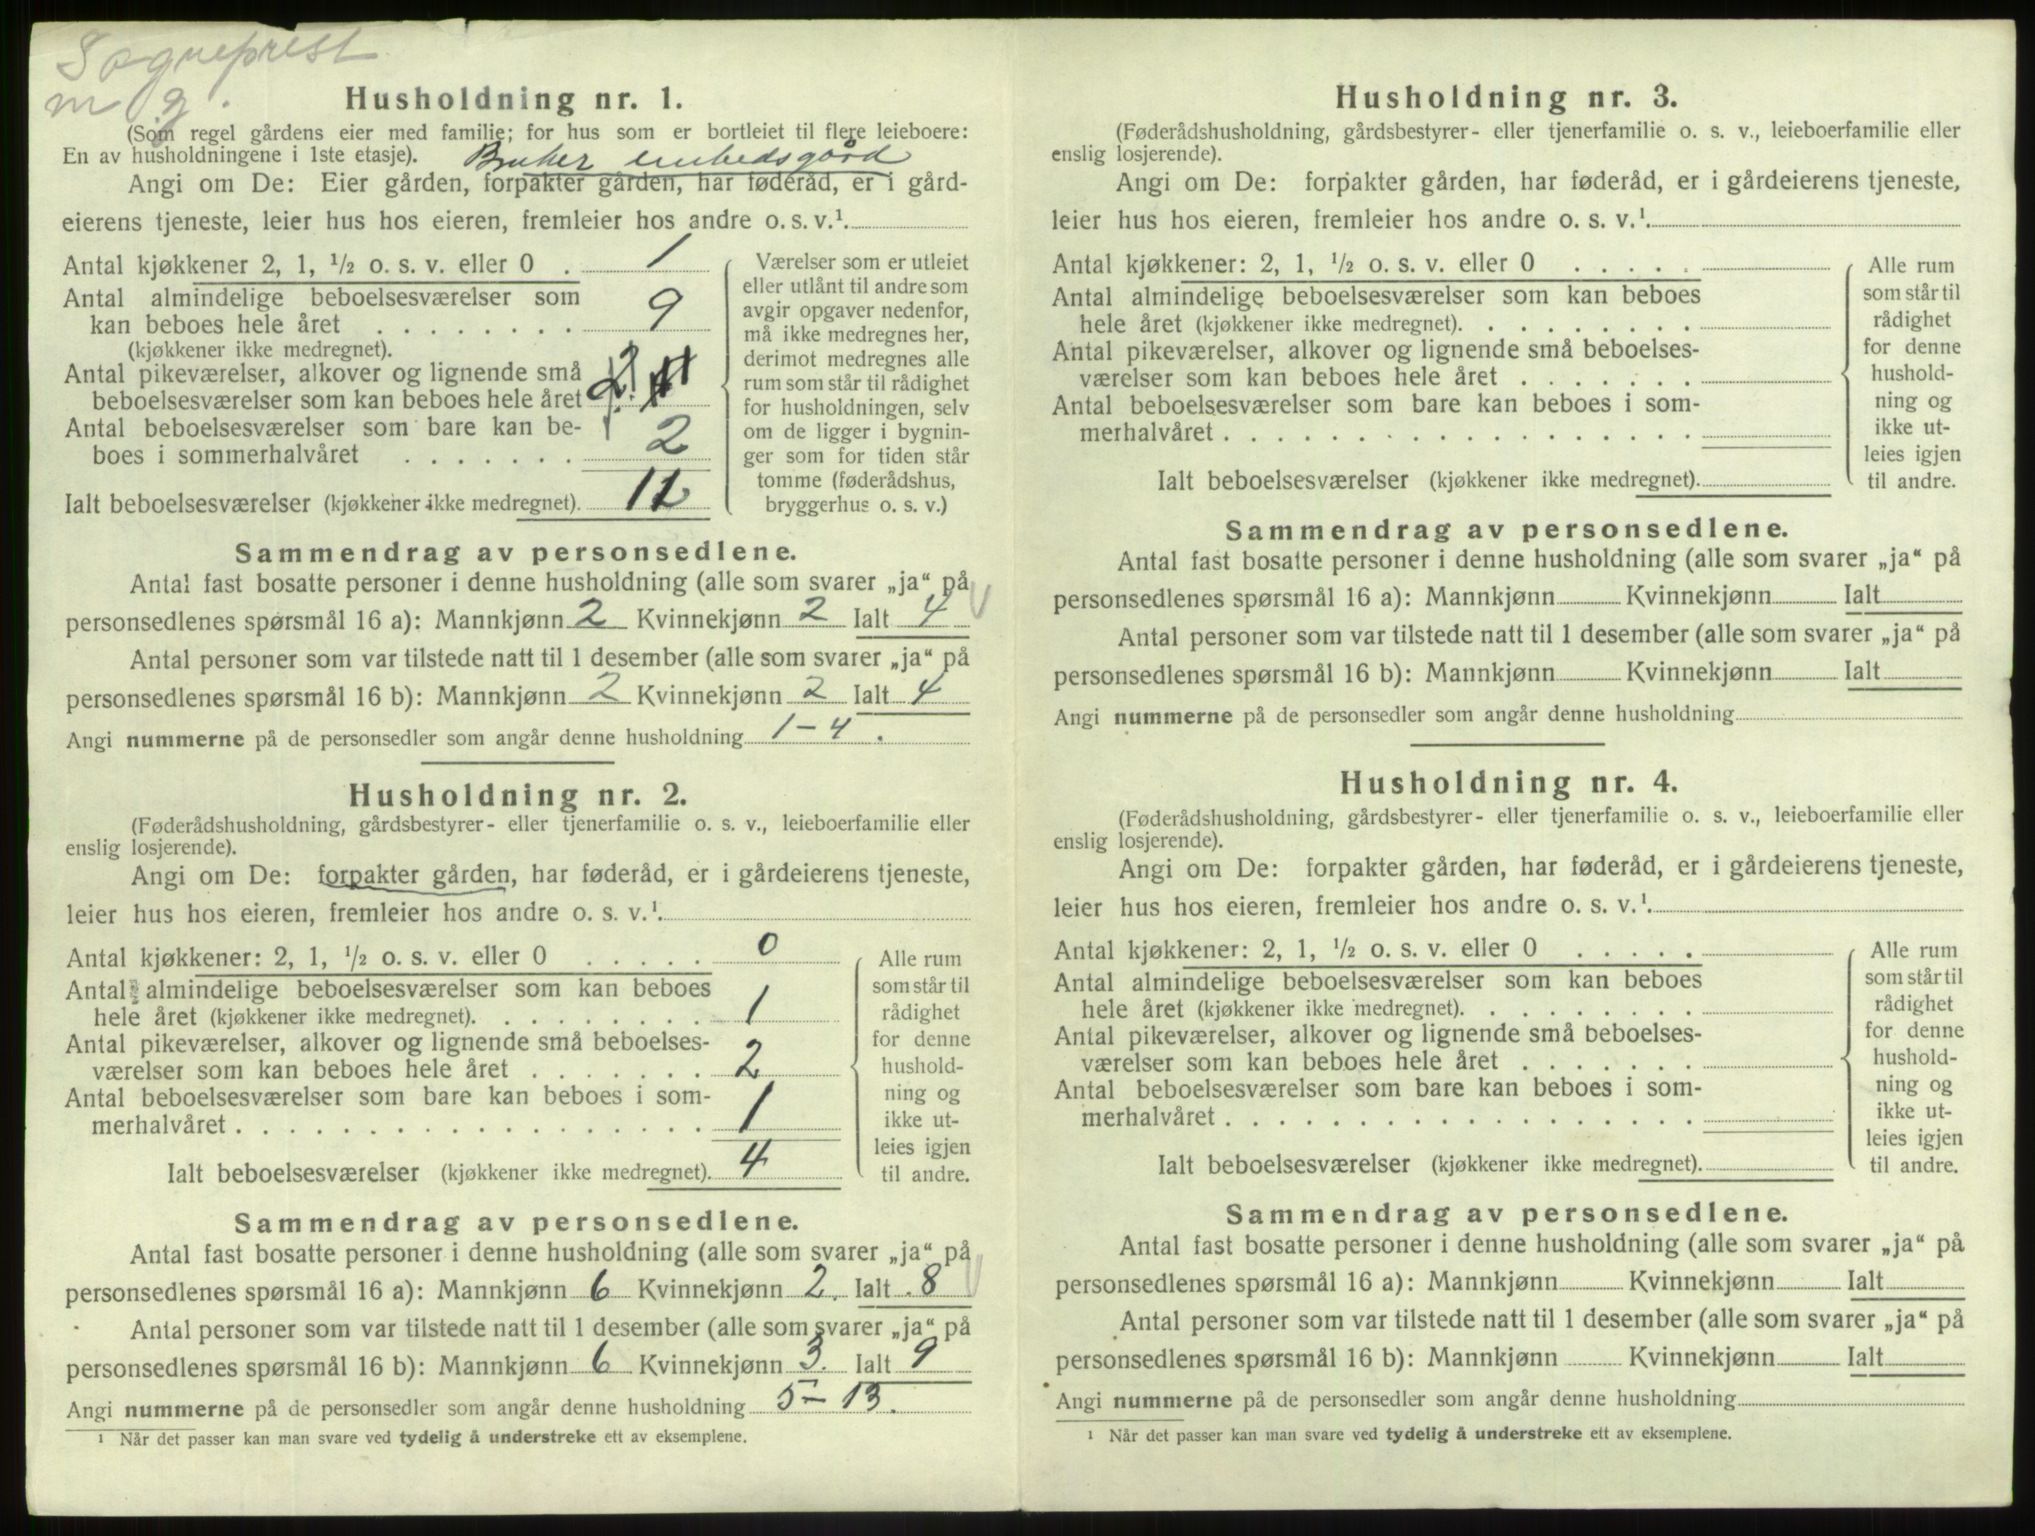 Sogneprest
m g.
Husholdning nr. 1.
(Som regel gårdens eier med familie; for hus som er bortleiet til flere leieboere:
En av husholdningene i 1ste etasje). Bruker embedsgård
Angi om De: Eier gården, forpakter gården, har føderåd, er i gård-
eierens tjeneste, leier hus hos eieren, fremleier hos andre o. s. v.¹.
Antal kjøkkener 2, 1, ½ o. s. v. eller 0 . 1
Antal almindelige beboelsesværelser som
kan beboes hele året . . . . . . . . 9
(kjøkkener ikke medregnet).
Antal pikeværelser, alkover og lignende små
beboelsesværelser som kan beboes hele året
Antal beboelsesværelser som bare kan be-
boes i sommerhalvåret . . . . . . . 2
Ialt beboelsesværelser (kjøkkener ikke medregnet).
Værelser som er utleiet
eller utlånt til andre som
avgir opgaver nedenfor,
må ikke medregnes her,
derimot medregnes alle
rum som står til rådighet
for husholdningen, selv
om de ligger i bygnin-
ger som for tiden står
tomme (føderådshus,
bryggerhus o. s. v.)
Sammendrag av personsedlene.
Antal fast bosatte personer i denne husholdning (alle som svarer „ja“ på
personsedlenes spørsmål 16 a): Mannkjønn 2 Kvinnekjønn 2 Ialt 4
Antal personer som var tilstede natt til 1 desember (alle som svarer „ja“ på
personsedlenes spørsmål 16 b): Mannkjønn 2 Kvinnekjønn 2 Ialt 4
Angi nummerne på de personsedler som angår denne husholdning 1 - 4 .
Husholdning nr. 2.
(Føderådshusholdning, gårdsbestyrer- eller tjenerfamilie o. s. v., leieboerfamilie eller
enslig losjerende).
Angi om De: forpakter gården, har føderåd, er i gårdeierens tjeneste,
leier hus hos eieren, fremleier hos andre o. s. v.¹.
Antal kjøkkener: 2, 1, ½ o. s. v. eller 0 . . . . . 0
Antal almindelige beboelsesværelser som kan beboes
hele året (kjøkkener ikke medregnet). . . . . . . . . 1
Antal pikeværelser, alkover og lignende små beboelses-
værelser som kan beboes hele året . . . . . . . 2
Antal beboelsesværelser som bare kan beboes i som-
merhalvåret . . . . . . . . . . . . . . . . . . 1
Ialt beboelsesværelser (kjøkkener ikke medregnet). 4
Alle rum
som står til
rådighet
for denne
hushold-
ning og
ikke ut-
leies igjen
til andre.
Sammendrag av personsedlene.
Antal fast bosatte personer i denne husholdning (alle som svarer „ja“ på
personsedlenes spørsmål 16 a): Mannkjønn 6 Kvinnekjønn 2. Ialt 8
Antal personer som var tilstede natt til 1 desember (alle som svarer „ja“ på
personsedlenes spørsmål 16 b): Mannkjønn 6 Kvinnekjønn 3. Ialt 9
Angi nummerne på de personsedler som angår denne husholdning 5 - 13.
¹ Når det passer kan man svare ved tydelig å understreke ett av eksemplene.
Husholdning nr. 3.
(Føderådshusholdning, gårdsbestyrer- eller tjenerfamilie o. s. v., leieboerfamilie eller
enslig losjerende).
Angi om De: forpakter gården, har føderåd, er i gårdeierens tjeneste,
leier hus hos eieren, fremleier hos andre o. s. v.¹.
Antal kjøkkener: 2, 1, ½ o. s. v. eller 0 . . . . .
Antal almindelige beboelsesværelser som kan beboes
hele året (kjøkkener ikke medregnet). . . . . . . . .
Antal pikeværelser, alkover og lignende små beboelses-
værelser som kan beboes hele året . . . . . . .
Antal beboelsesværelser som bare kan beboes i som-
merhalvåret . . . . . . . . . . . . . . . . . .
Ialt beboelsesværelser (kjøkkener ikke medregnet).
Alle rum
som står til
rådighet
for denne
hushold-
ning og
ikke ut-
leies igjen
til andre.
Sammendrag av personsedlene.
Antal fast bosatte personer i denne husholdning (alle som svarer „ja“ på
personsedlenes spørsmål 16 a): Mannkjønn Kvinnekjønn Ialt
Antal personer som var tilstede natt til 1 desember (alle som svarer „ja“ på
personsedlenes spørsmål 16 b): Mannkjønn Kvinnekjønn Ialt
Angi nummerne på de personsedler som angår denne husholdning
Husholdning nr. 4.
(Føderådshusholdning, gårdsbestyrer- eller tjenerfamilie o. s. v., leieboerfamilie eller
enslig losjerende).
Angi om De: forpakter gården, har føderåd, er i gårdeierens tjeneste,
leier hus hos eieren, fremleier hos andre o. s. v.¹.
Antal kjøkkener: 2, 1, ½ o. s. v. eller 0 . . . . .
Antal almindelige beboelsesværelser som kan beboes
hele året (kjøkkener ikke medregnet). . . . . . . . .
Antal pikeværelser, alkover og lignende små beboelses-
værelser som kan beboes hele året . . . . . . .
Antal beboelsesværelser som bare kan beboes i som-
merhalvåret . . . . . . . . . . . . . . . . . .
Ialt beboelsesværelser (kjøkkener ikke medregnet).
Alle rum
som står til
rådighet
for denne
hushold-
ning og
ikke ut-
leies igjen
til andre.
Sammendrag av personsedlene.
Antal fast bosatte personer i denne husholdning (alle som svarer „ja“ på
personsedlenes spørsmål 16 a): Mannkjønn Kvinnekjønn Ialt
Antal personer som var tilstede natt til 1 desember (alle som svarer „ja“ på
personsedlenes spørsmål 16 b): Mannkjønn Kvinnekjønn Ialt
Angi nummerne på de personsedler som angår denne husholdning
¹ Når det passer kan man svare ved tydelig å understreke ett av eksemplene.